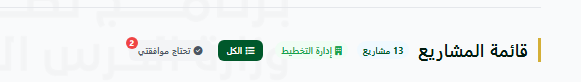 قائمة المشاريع
13 مشاريع
إدارة التخطيط
الكل
تحتاج موافقتي
2